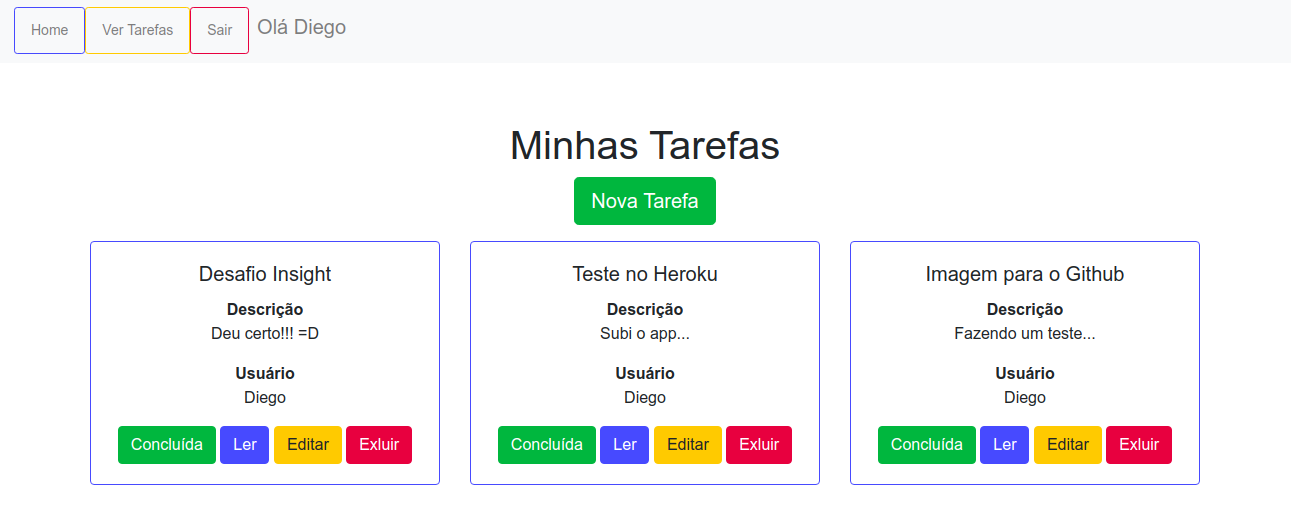 Home Ver Tarefas Sair Olá Diego
Minhas Tarefas
Nova Tarefa
Desafio Insight
Descrição
Deu certo!!! =D
Usuário
Diego
Concluída Ler Editar Exluir
Teste no Heroku
Descrição
Subi o app...
Usuário
Diego
Concluída Ler Editar Exluir
Imagem para o Github
Descrição
Fazendo um teste...
Usuário
Diego
Concluída Ler Editar Exluir